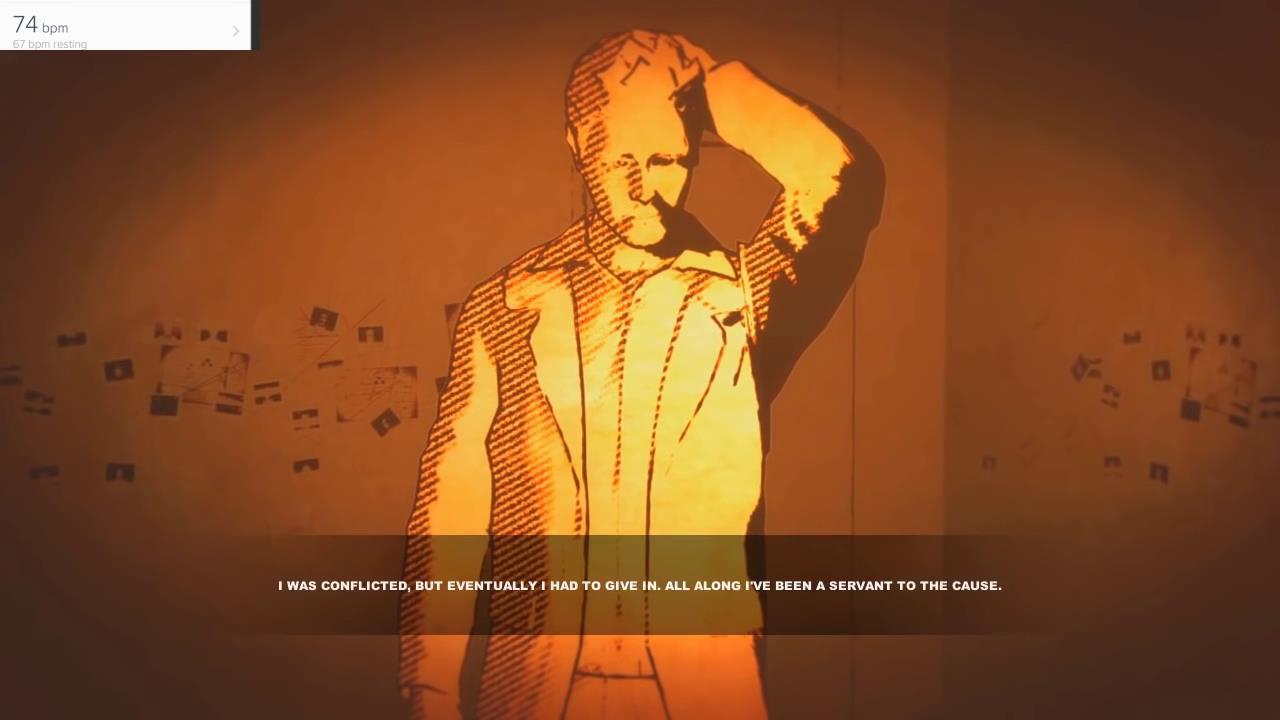 74 bpm
67 bpm resting
I WAS CONFLICTED, BUT EVENTUALLY I HAD TO GIVE IN. ALL ALONG I'VE BEEN A SERVANT TO THE CAUSE.